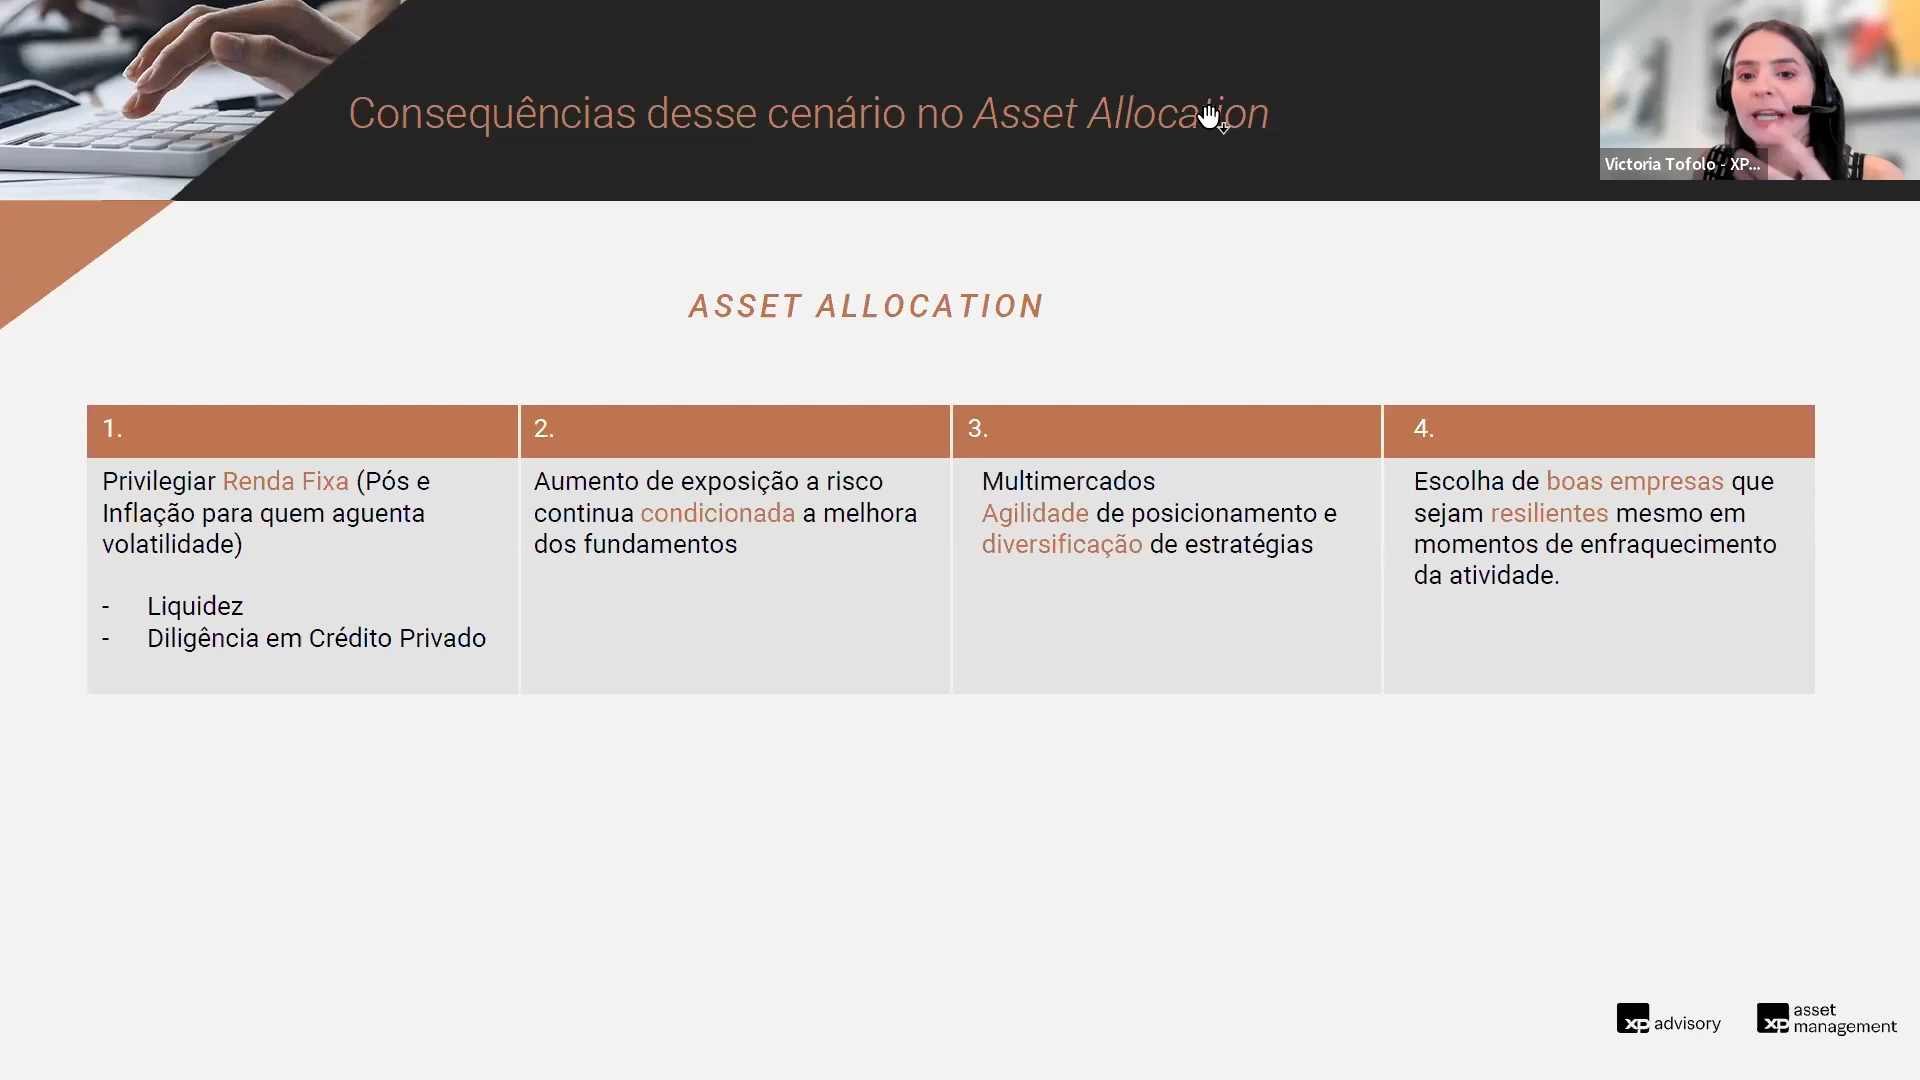 Consequências desse cenário no Asset Allocation
Victoria Tofolo - XP...
ASSET ALLOCATION
1.
Privilegiar Renda Fixa (Pós e
Inflação para quem aguenta
volatilidade)
- Liquidez
- Diligência em Crédito Privado
2.
Aumento de exposição a risco
continua condicionada a melhora
dos fundamentos
3.
Multimercados
Agilidade de posicionamento e
diversificação de estratégias
4.
Escolha de boas empresas que
sejam resilientes mesmo em
momentos de enfraquecimento
da atividade.
xp advisory
xp asset
management